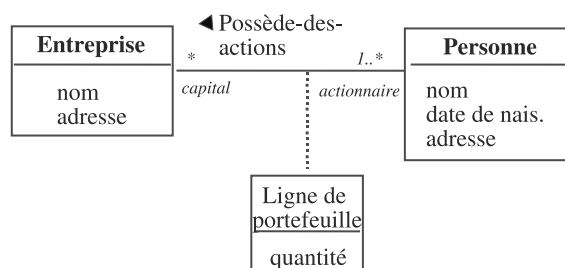 ◀ Possède-des-
actions
Entreprise
nom
adresse
*
capital
1..*
actionnaire
Personne
nom
date de nais.
adresse
Ligne de
portefeuille
quantité